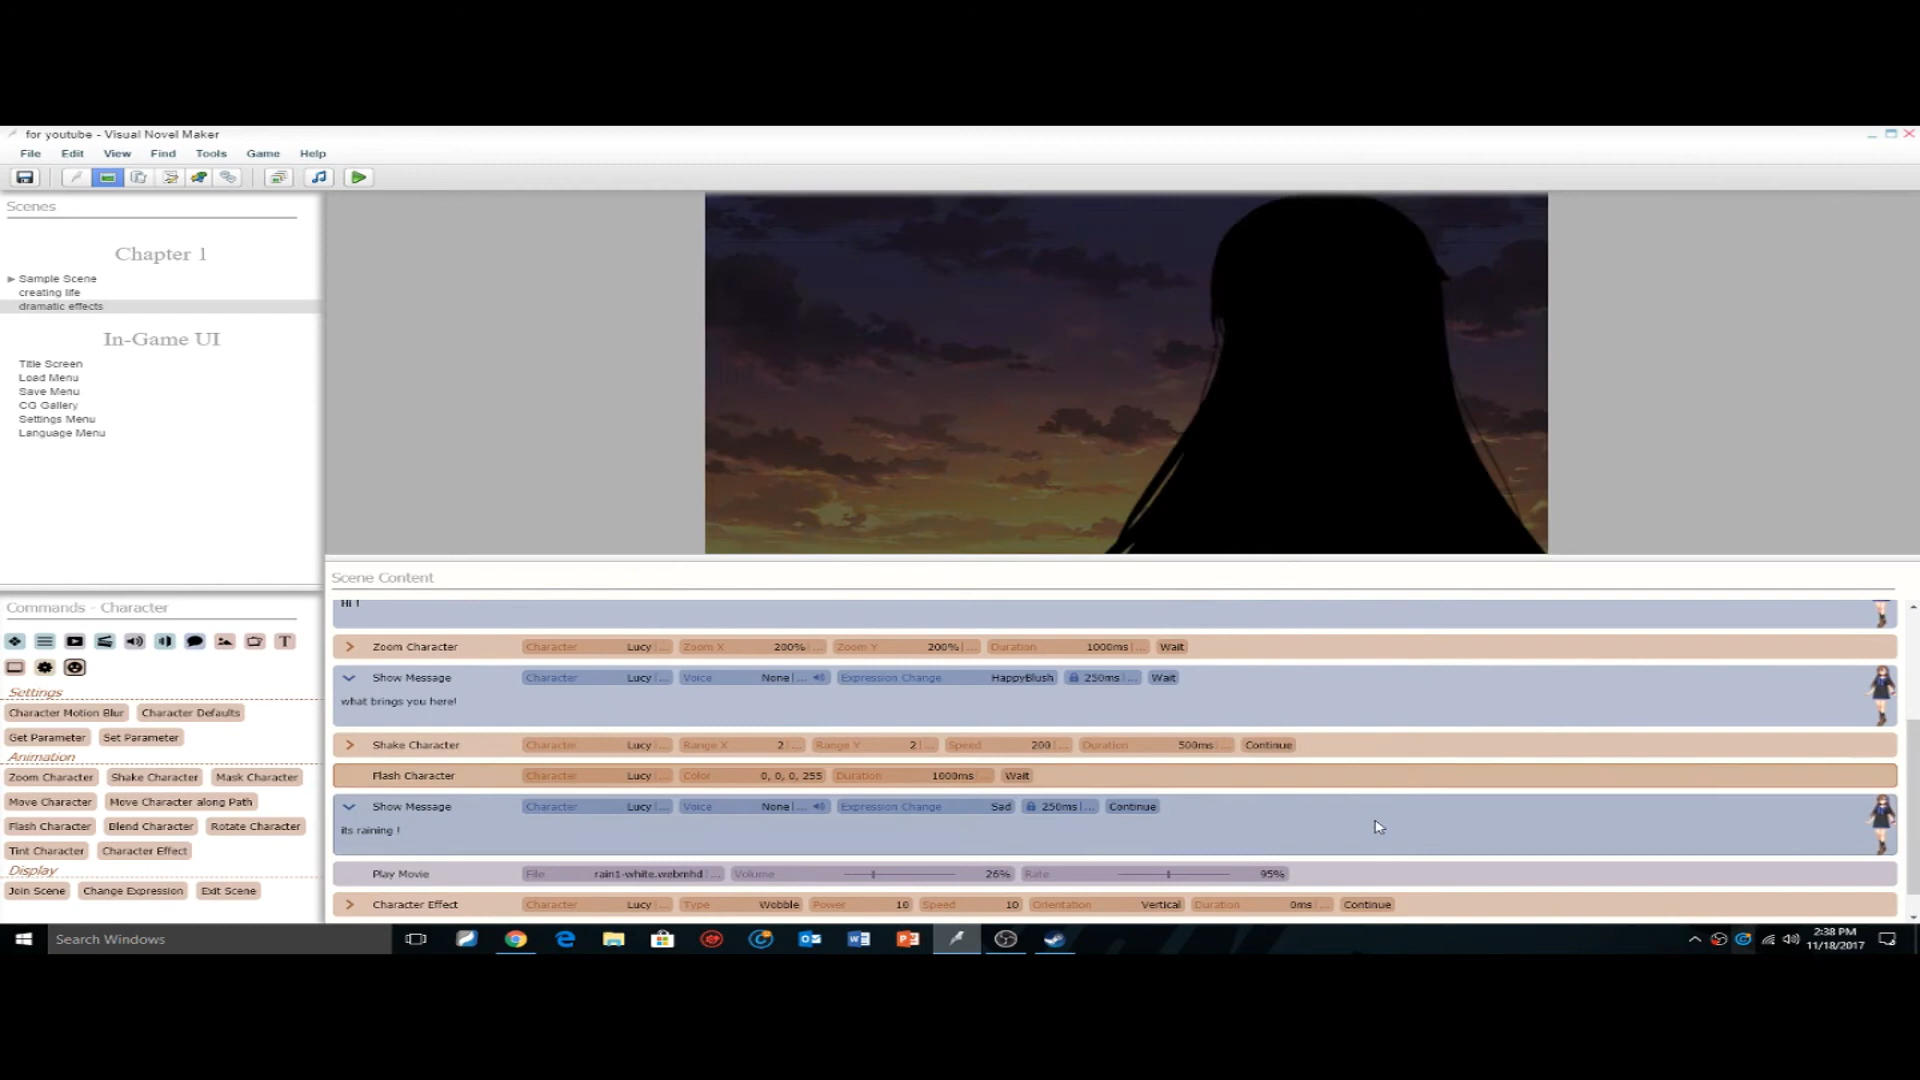 for youtube - Visual Novel Maker
File Edit View Find Tools Game Help
Scenes
Chapter 1
Sample Scene
creating life
dramatic effects
In-Game UI
Title Screen
Load Menu
Save Menu
CG Gallery
Settings Menu
Language Menu
Commands - Character
Settings
Character Motion Blur Character Defaults
Get Parameter Set Parameter
Animation
Zoom Character Shake Character Mask Character
Move Character Move Character along Path
Flash Character Blend Character Rotate Character
Tint Character Character Effect
Display
Join Scene Change Expression Exit Scene
Scene Content
Hi !
Zoom Character Character Lucy ... Zoom X 200% ... Zoom Y 200% ... Duration 1000ms ... Wait
Show Message Character Lucy ... Voice None ... Expression Change HappyBlush 250ms ... Wait
what brings you here!
Shake Character Character Lucy ... Range X 2 ... Range Y 2 ... Speed 200 ... Duration 500ms ... Continue
Flash Character Character Lucy ... Color 0, 0, 0, 255 Duration 1000ms ... Wait
Show Message Character Lucy ... Voice None ... Expression Change Sad 250ms ... Continue
its raining !
Play Movie File rain1-white.webmhd ... Volume 26% Rate 95%
Character Effect Character Lucy ... Type Wobble Power 10 Speed 10 Orientation Vertical Duration 0ms ... Continue
Search Windows
2:38 PM
11/18/2017